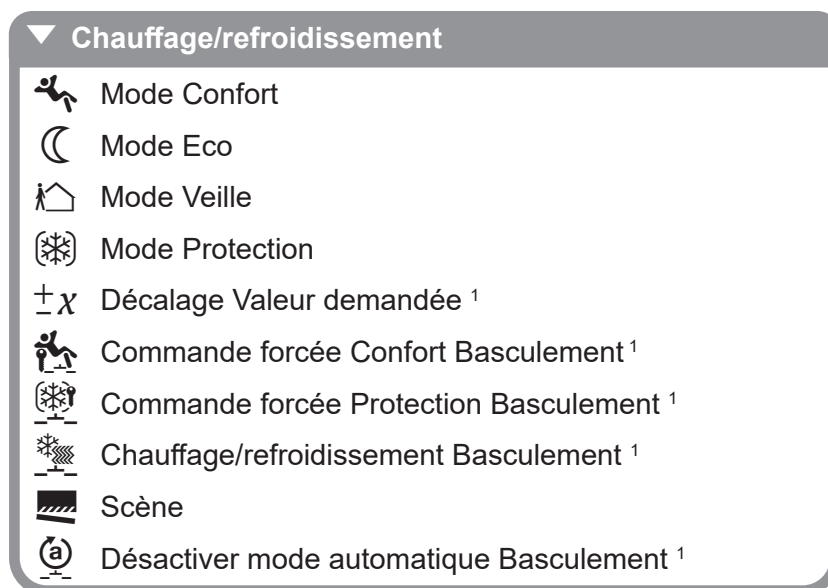 Chauffage/refroidissement
Mode Confort
Mode Eco
Mode Veille
Mode Protection
±x Décalage Valeur demandée 1
Commande forcée Confort Basculement 1
Commande forcée Protection Basculement 1
Chauffage/refroidissement Basculement 1
Scène
a Désactiver mode automatique Basculement 1